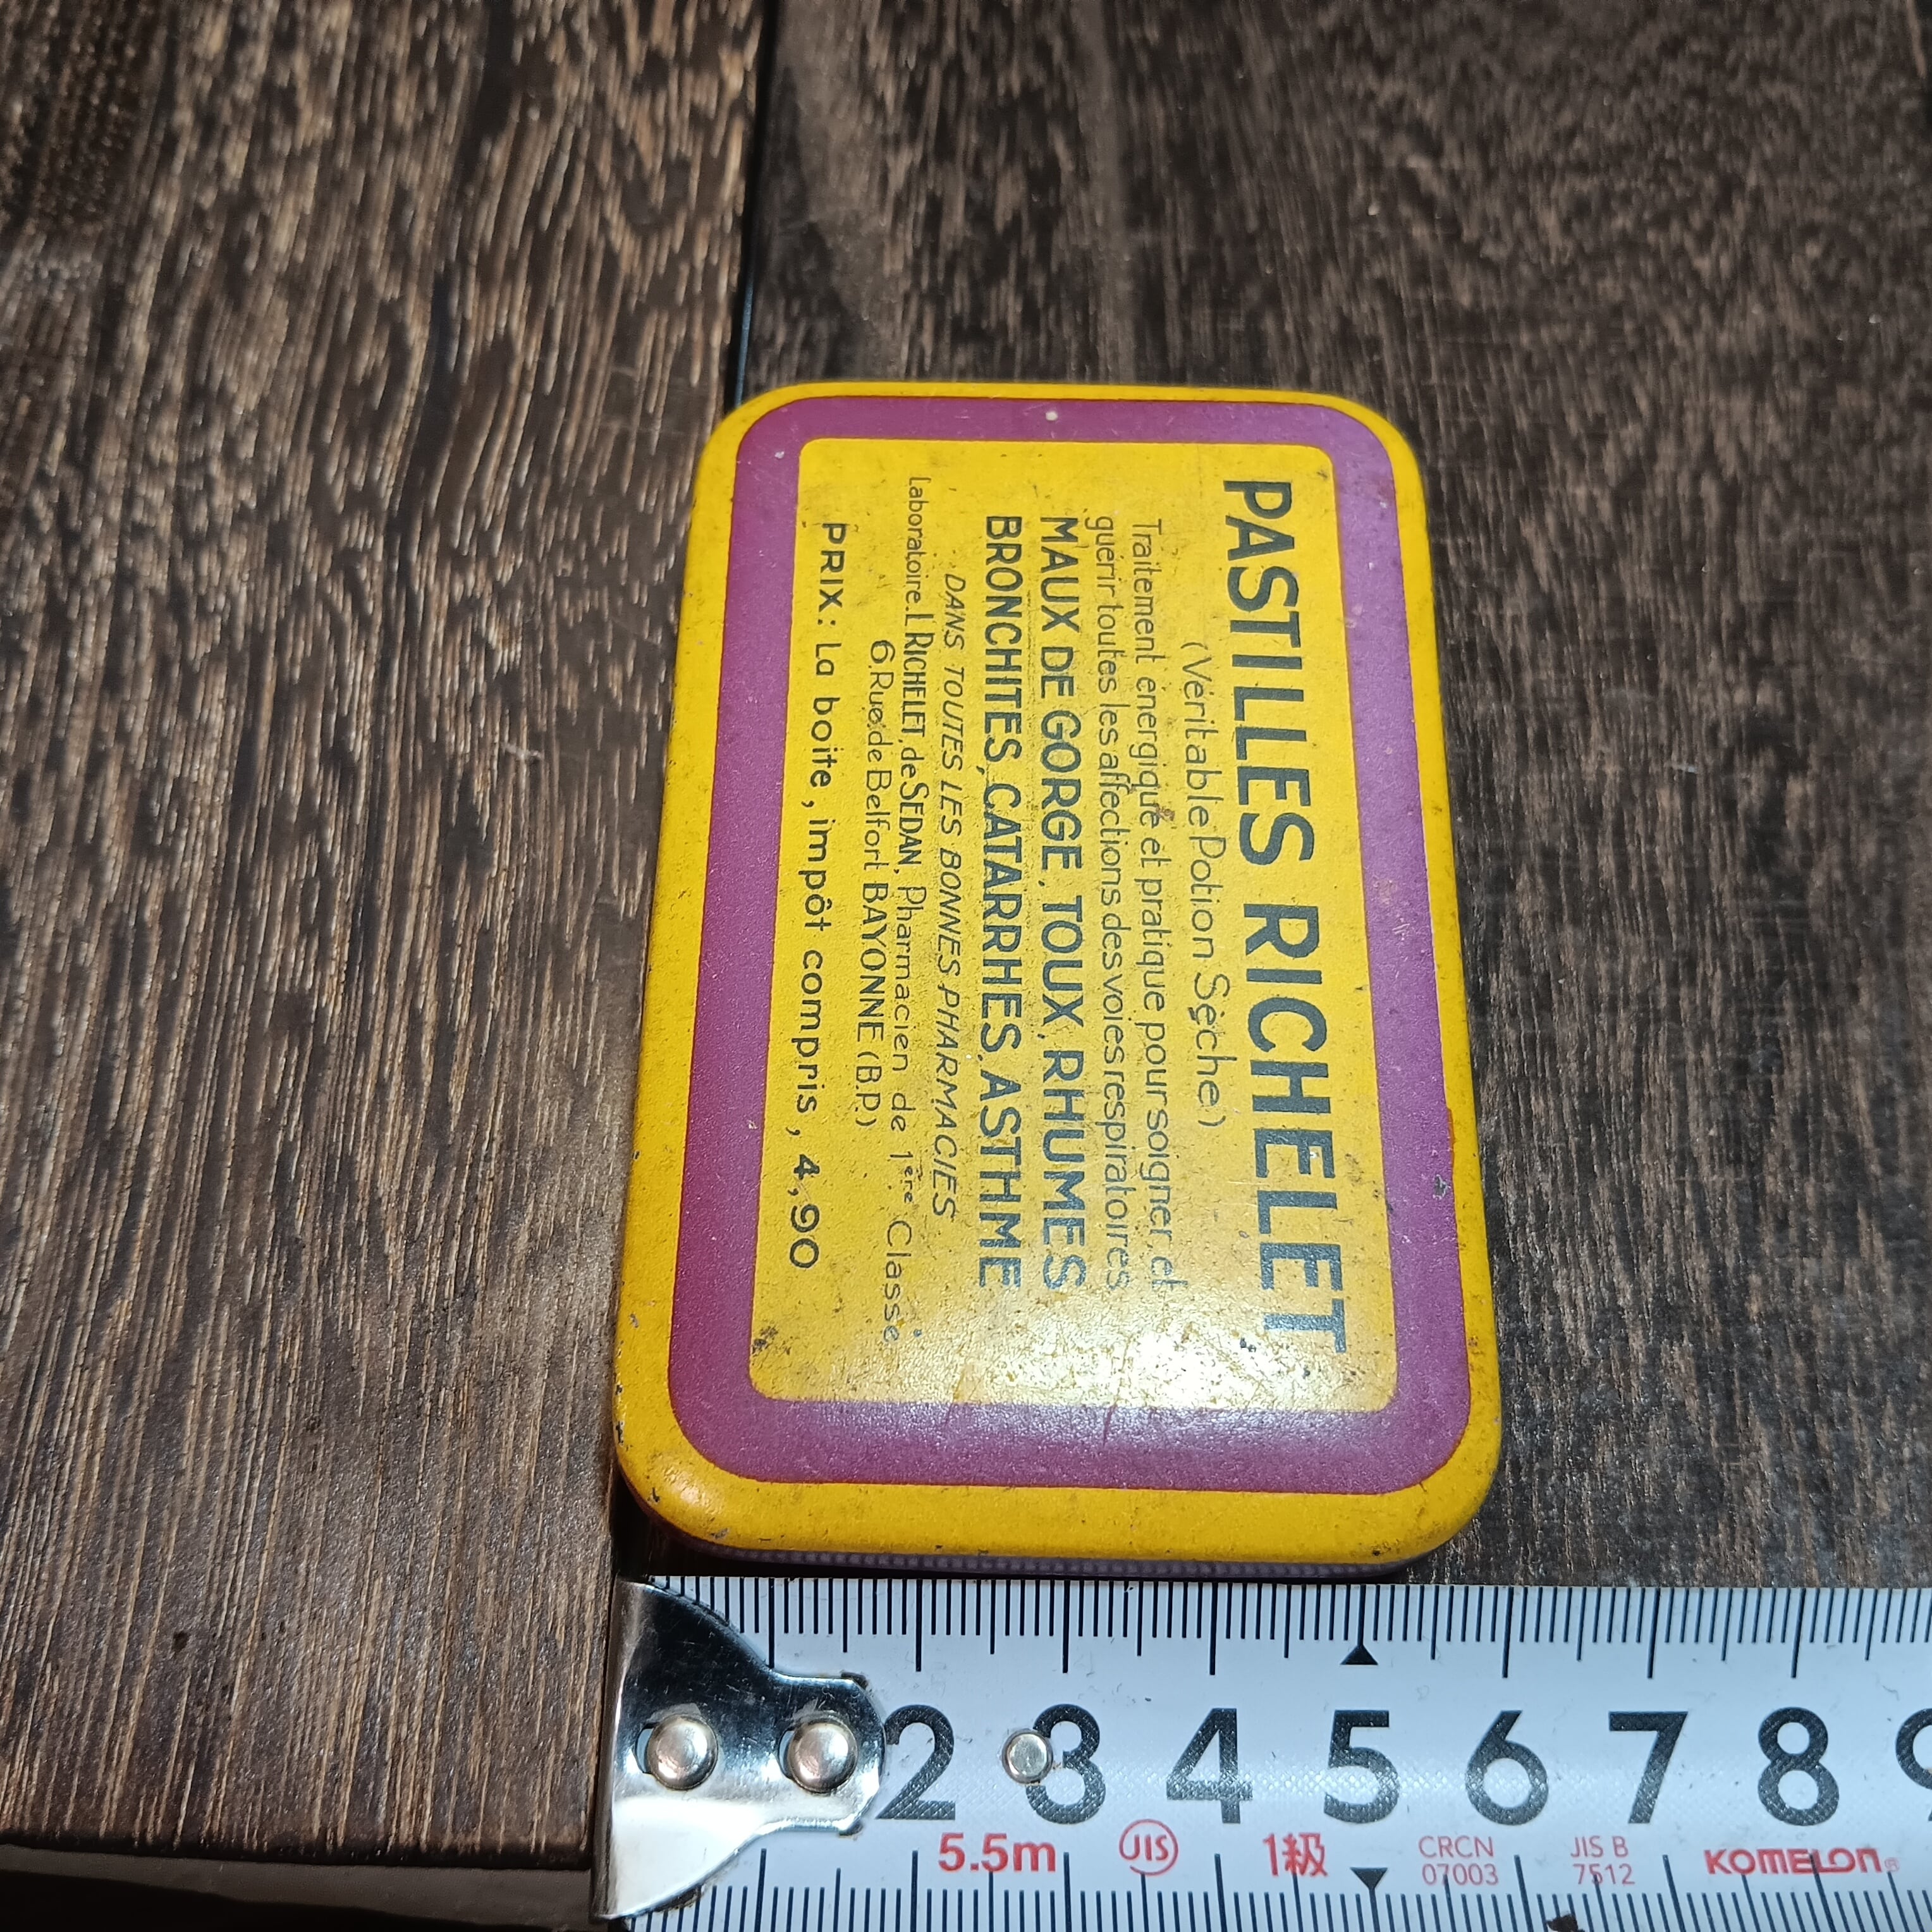 PASTILLES RICHELET
(Véritable Potion Sèche)
Traitement énergique et pratique pour soigner et
guérir toutes les affections des voies respiratoires
MAUX DE GORGE, TOUX, RHUMES
BRONCHITES, CATARRHES, ASTHME
DANS TOUTES LES BONNES PHARMACIES
Laboratoire L. RICHELET, de SEDAN, Pharmacien de 1ère Classe
6, Rue de Belfort BAYONNE (B.P.)
PRIX: La boite, impôt compris, 4,90
2 3 4 5 6 7 8 9
5.5m JIS 1級 CRCN 07003 JIS B 7512 KOMELON